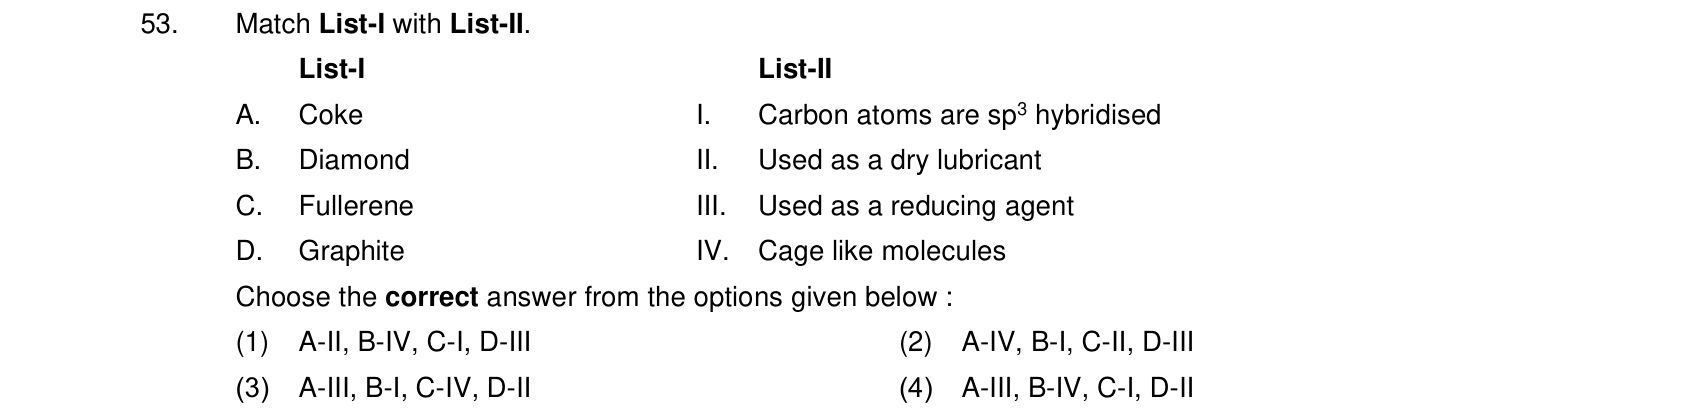 53. Match List-I with List-II.
List-I List-II
A. Coke I. Carbon atoms are sp³ hybridised
B. Diamond II. Used as a dry lubricant
C. Fullerene III. Used as a reducing agent
D. Graphite IV. Cage like molecules
Choose the correct answer from the options given below :
(1) A-II, B-IV, C-I, D-III (2) A-IV, B-I, C-II, D-III
(3) A-III, B-I, C-IV, D-II (4) A-III, B-IV, C-I, D-II